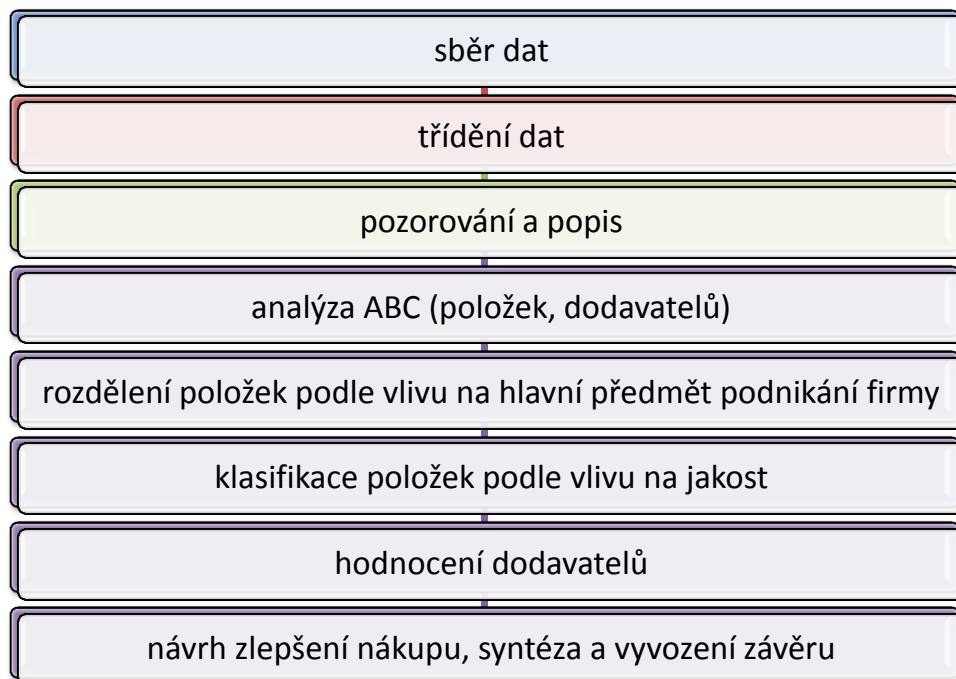 sběr dat
třídění dat
pozorování a popis
analýza ABC (položek, dodavatelů)
rozdělení položek podle vlivu na hlavní předmět podnikání firmy
klasifikace položek podle vlivu na jakost
hodnocení dodavatelů
návrh zlepšení nákupu, syntéza a vyvození závěru